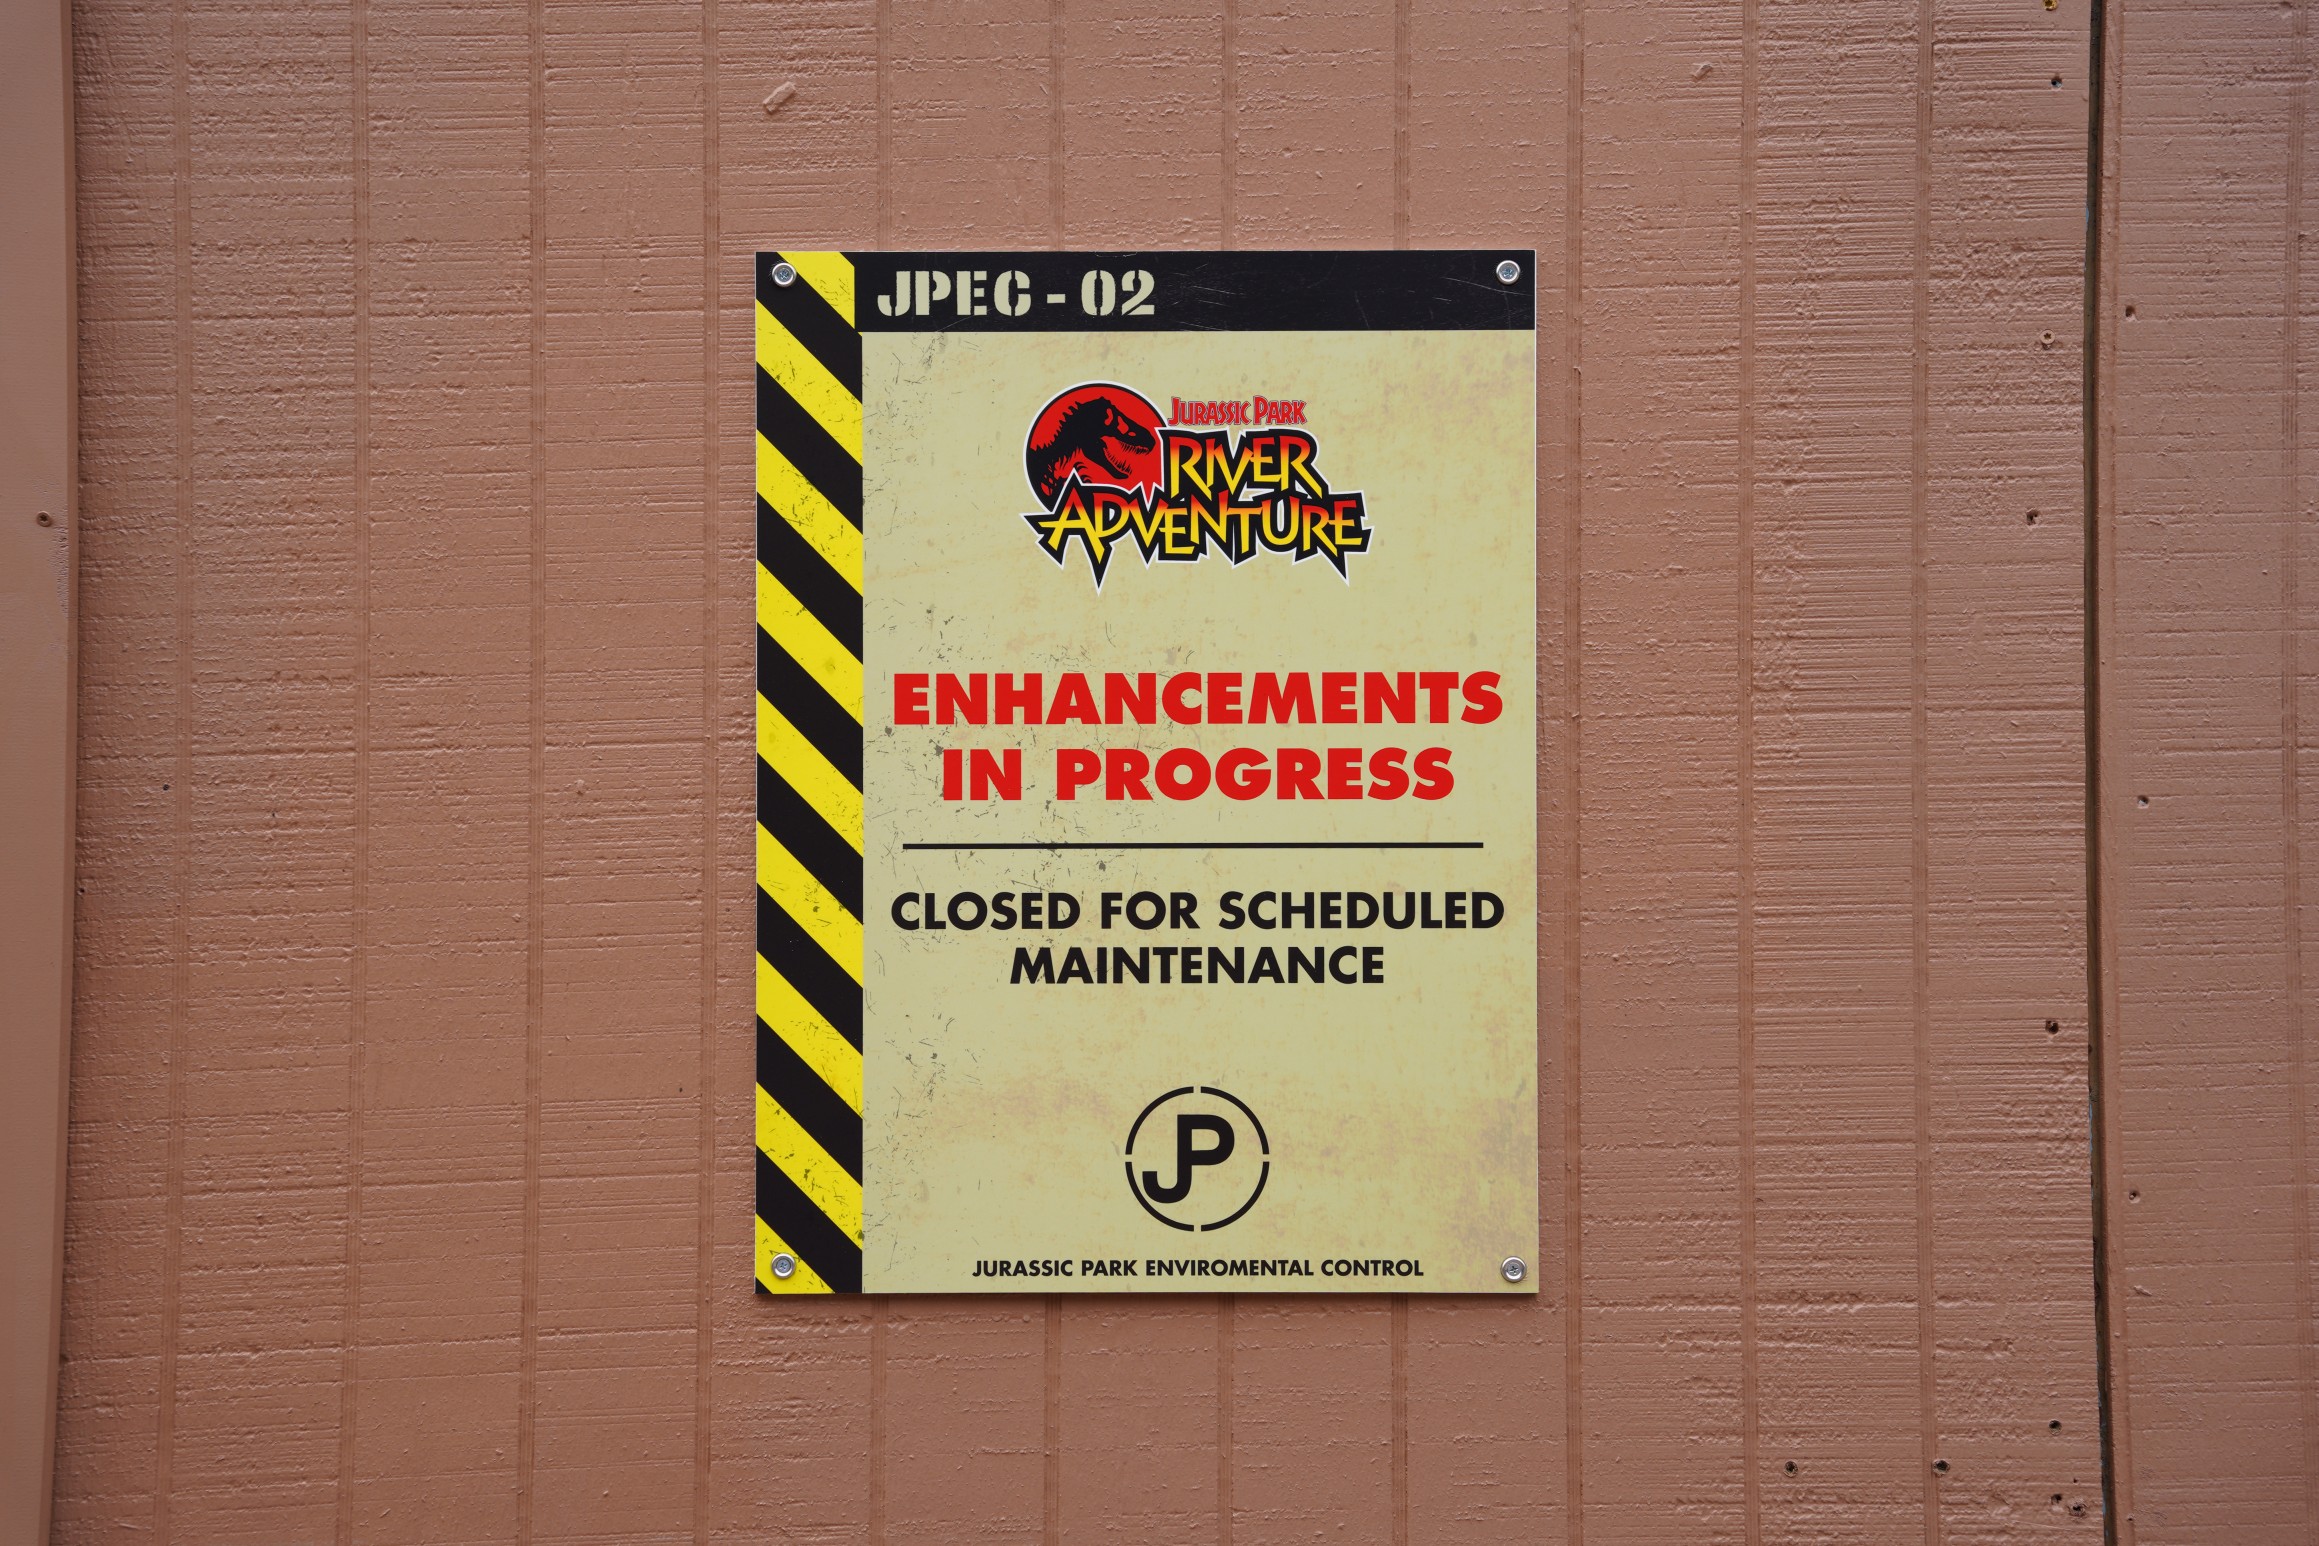 JPEC - 02
JURASSIC PARK
RIVER
ADVENTURE
ENHANCEMENTS
IN PROGRESS
CLOSED FOR SCHEDULED
MAINTENANCE
JP
JURASSIC PARK ENVIROMENTAL CONTROL